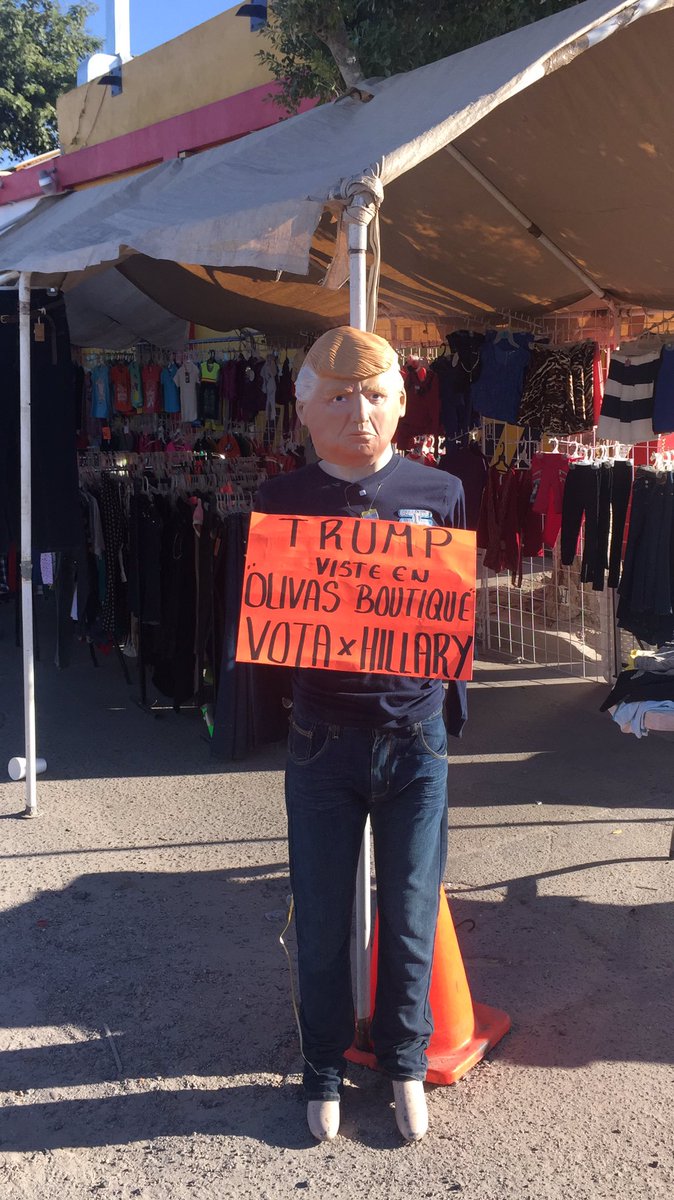 TRUMP
VISTE EN
"OLIVAS BOUTIQUE"
VOTA x HILLARY